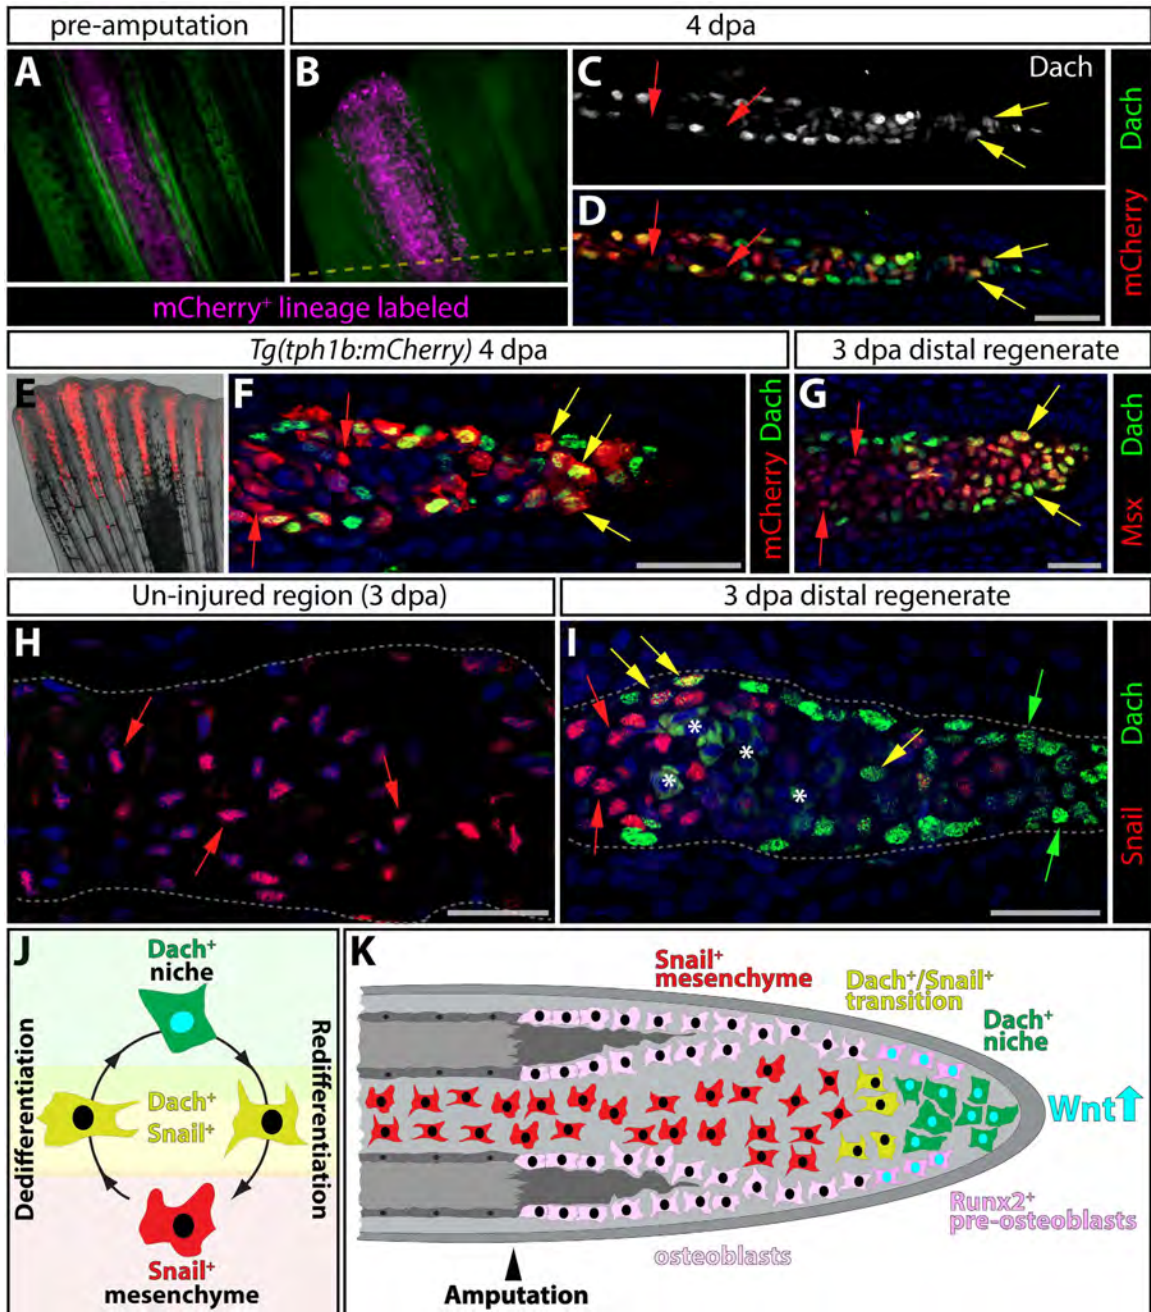 pre-amputation
4 dpa
A
B
C
Dach
D
mCherry Dach
mCherry⁺ lineage labeled
Tg(tph1b:mCherry) 4 dpa
3 dpa distal regenerate
E
F
mCherry Dach
G
Msx Dach
Un-injured region (3 dpa)
3 dpa distal regenerate
H
I
*
*
*
*
Snail Dach
J
Dach⁺
niche
Dedifferentiation
Redifferentiation
Dach⁺
Snail⁺
Snail⁺
mesenchyme
K
Snail⁺
mesenchyme
Dach⁺/Snail⁺
transition
Dach⁺
niche
Wnt
Runx2⁺
pre-osteoblasts
osteoblasts
Amputation